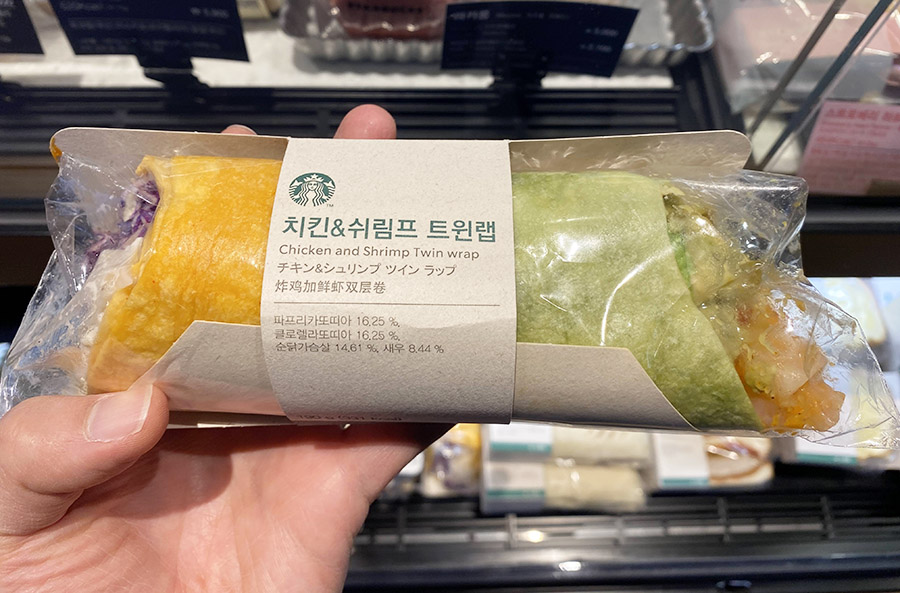 치킨&쉬림프 트윈랩
Chicken and Shrimp Twin wrap
チキン&シュリンプ ツイン ラップ
炸鸡加鲜虾双层卷
파프리카또띠아 16.25 %,
클로렐라또띠아 16.25 %,
순닭가슴살 14.61 %, 새우 8.44 %